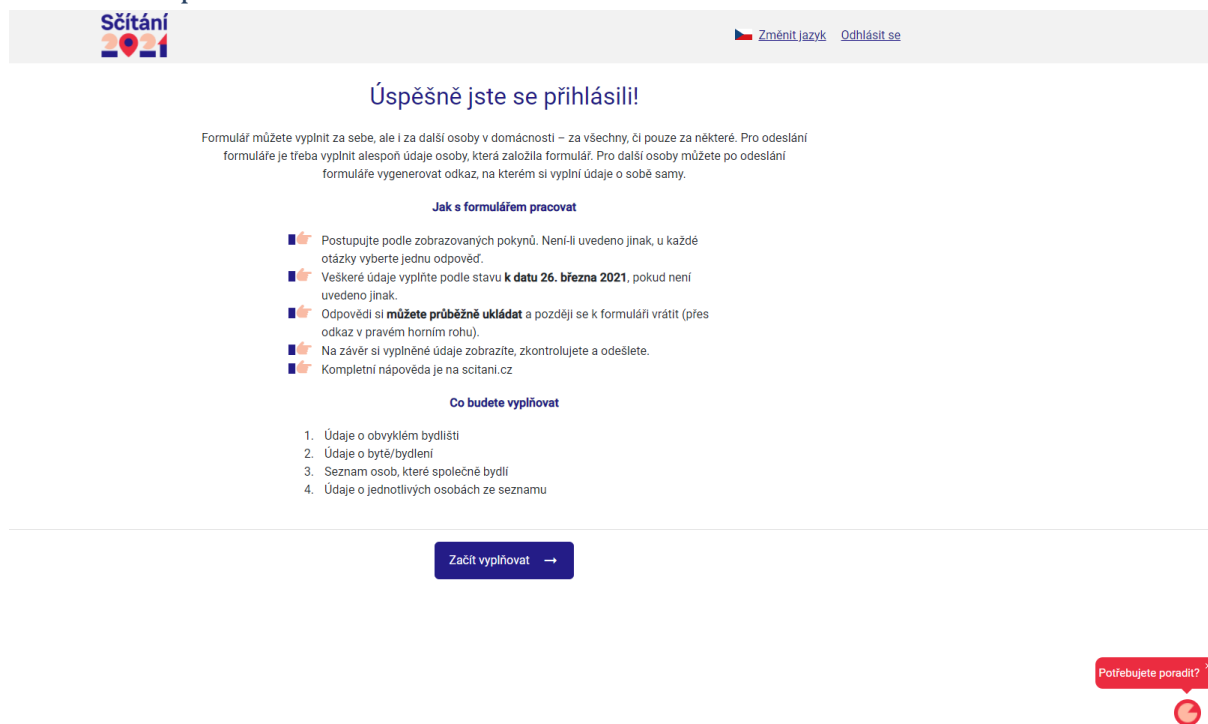 Sčítání
2021
Změnit jazyk Odhlásit se
Úspěšně jste se přihlásili!
Formulář můžete vyplnit za sebe, ale i za další osoby v domácnosti – za všechny, či pouze za některé. Pro odeslání
formuláře je třeba vyplnit alespoň údaje osoby, která založila formulář. Pro další osoby můžete po odeslání
formuláře vygenerovat odkaz, na kterém si vyplní údaje o sobě samy.
Jak s formulářem pracovat
Postupujte podle zobrazovaných pokynů. Není-li uvedeno jinak, u každé
otázky vyberte jednu odpověď.
Veškeré údaje vyplňte podle stavu k datu 26. března 2021, pokud není
uvedeno jinak.
Odpovědi si můžete průběžně ukládat a později se k formuláři vrátit (přes
odkaz v pravém horním rohu).
Na závěr si vyplněné údaje zobrazíte, zkontrolujete a odešlete.
Kompletní nápověda je na scitani.cz
Co budete vyplňovat
1. Údaje o obvyklém bydlišti
2. Údaje o bytě/bydlení
3. Seznam osob, které společně bydlí
4. Údaje o jednotlivých osobách ze seznamu
Začít vyplňovat →
Potřebujete poradit?